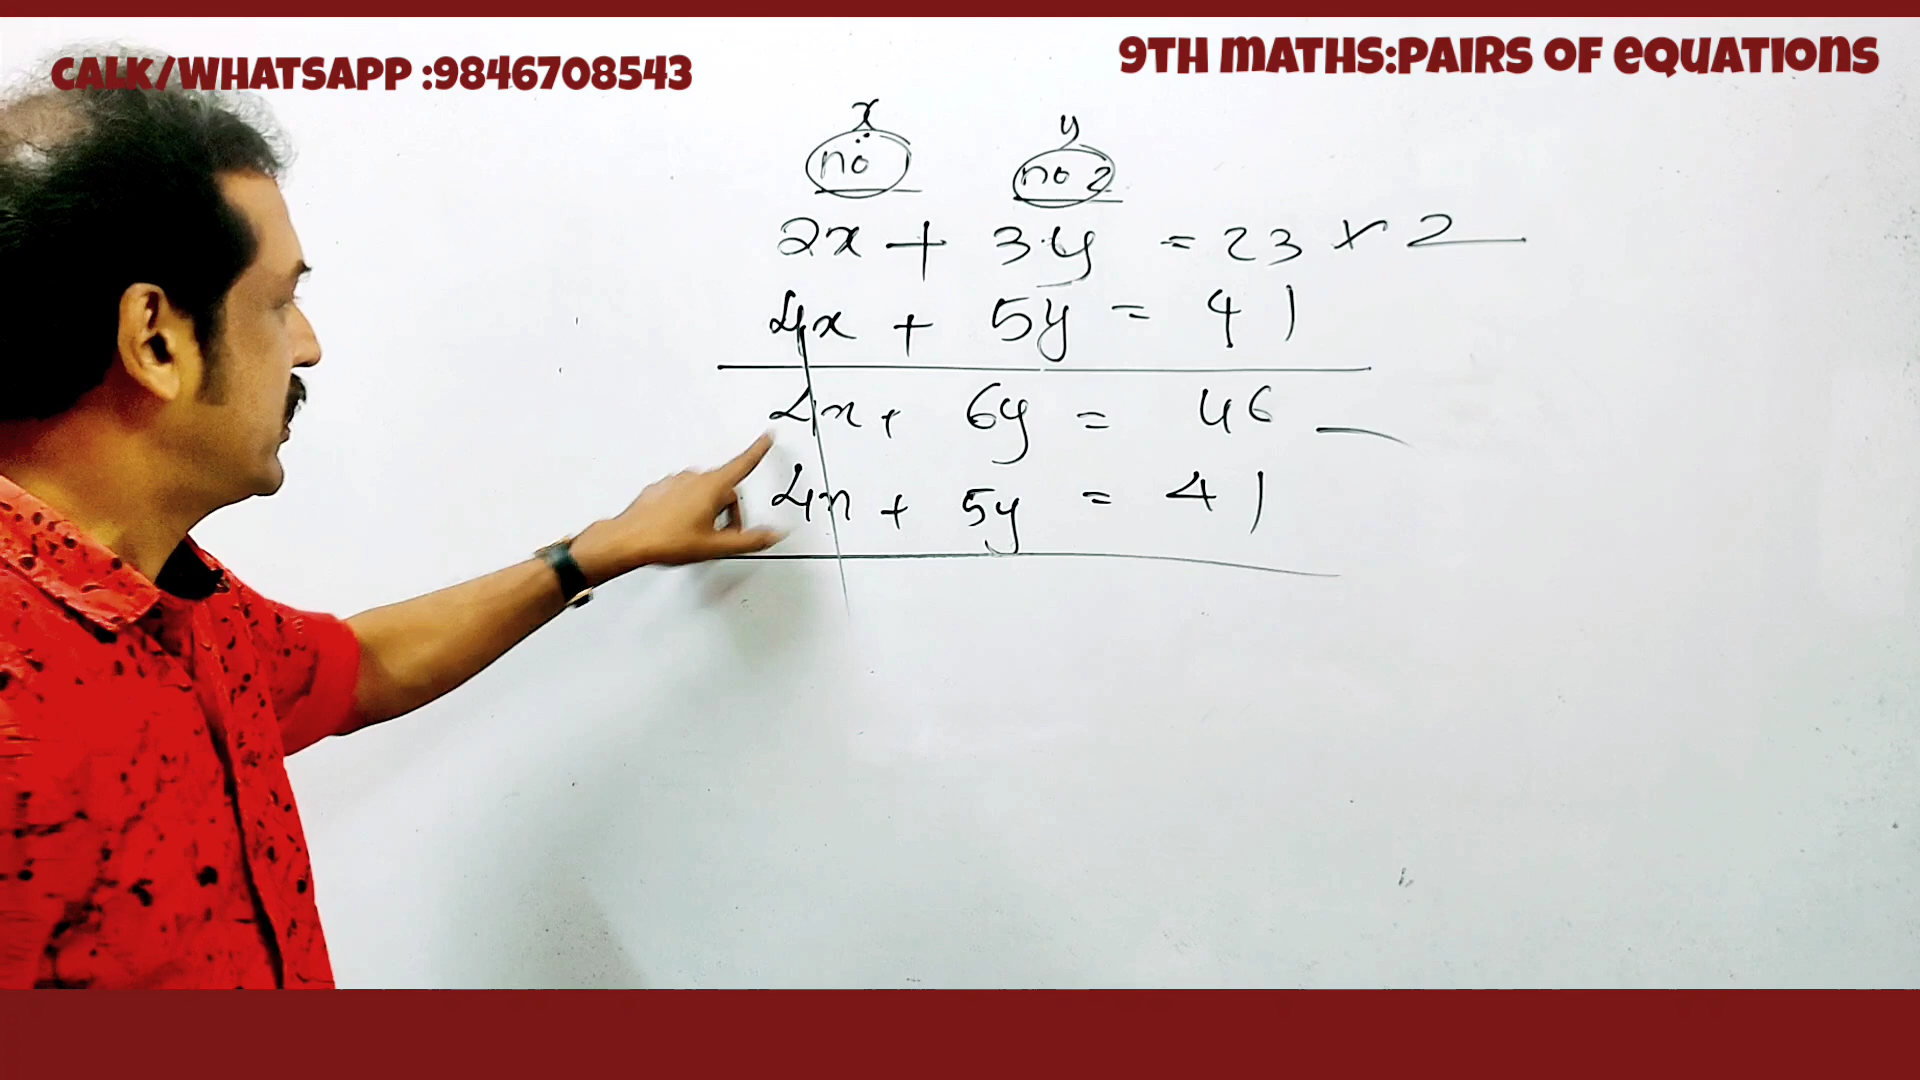 CALK/WHATSAPP :9846708543
9TH MATHS:PAIRS OF EQUATIONS
x y
no 1 no 2
2x + 3y = 23 × 2
4x + 5y = 41
4x + 6y = 46
4x + 5y = 41